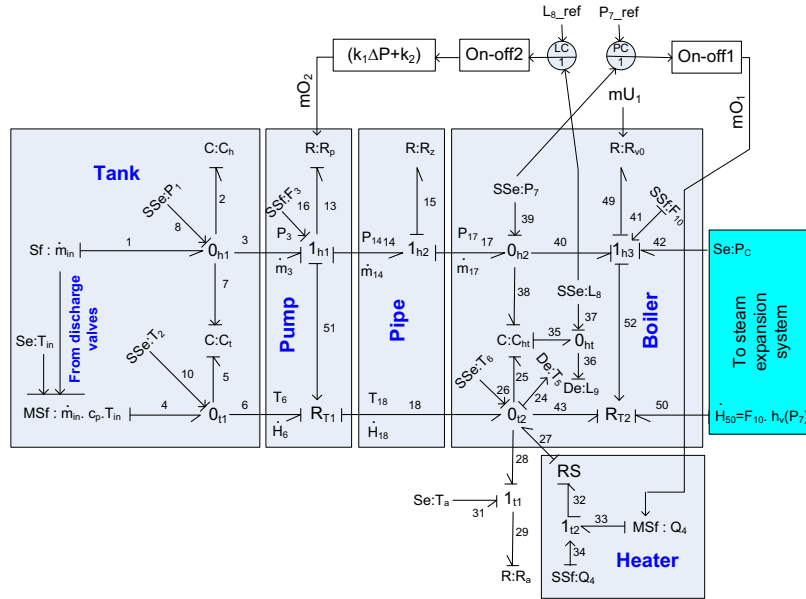 L₈_ref
P₇_ref
(k₁ΔP+k₂)
On-off2
LC
1
PC
1
On-off1
mO₂
mU₁
mO₁
Tank
C:Cₕ
SSe:P₁
2
8
Sf : ṁᵢₙ
1
0ₕ₁
3
7
From discharge
valves
Se:Tᵢₙ
SSe:T₂
C:Cₜ
10
5
MSf : ṁᵢₙ. cₚ.Tᵢₙ
4
0ₜ₁
6
Pump
R:Rₚ
16
13
SSf:F₃
P₃
ṁ₃
1ₕ₁
51
T₆
Ḣ₆
R_T1
Pipe
R:R_z
15
P₁₄
14
ṁ₁₄
1ₕ₂
T₁₈
18
Ḣ₁₈
Boiler
R:Rᵥ₀
SSe:P₇
39
49
41
SSf:F₁₀
P₁₇
17
ṁ₁₇
0ₕ₂
40
1ₕ₃
42
38
SSe:L₈
37
52
C:Cₕₜ
35
0ₕₜ
36
De:L₉
SSe:T₆
26
25
De:T₅
24
0ₜ₂
43
R_T2
50
27
28
Se:P_C
To steam
expansion
system
Ḣ₅₀=F₁₀. hᵥ(P₇)
Se:Tₐ
31
1ₜ₁
29
R:Rₐ
RS
32
1ₜ₂
33
MSf : Q₄
34
SSf:Q₄
Heater